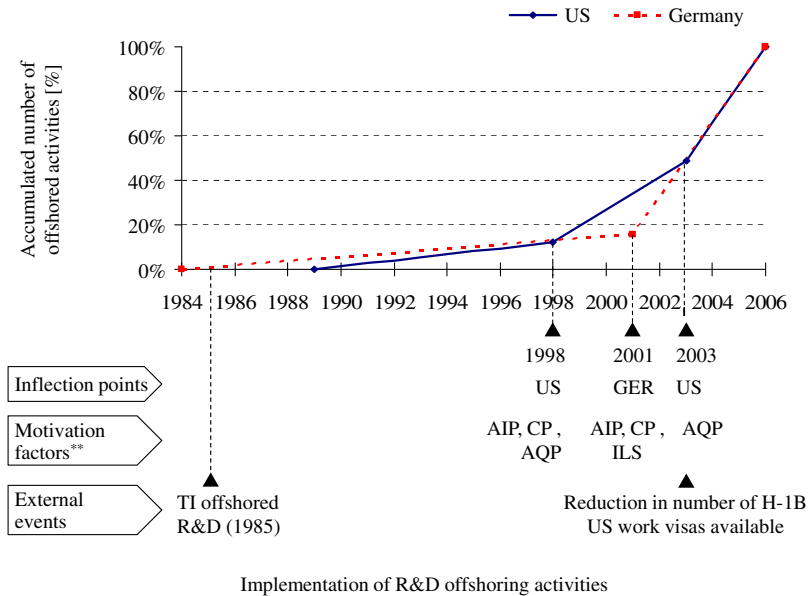 US Germany
Accumulated number of
offshored activities [%]
100%
80%
60%
40%
20%
0%
1984 1986 1988 1990 1992 1994 1996 1998 2000 2002 2004 2006
1998 2001 2003
Inflection points US GER US
Motivation
factors** AIP, CP , AIP, CP , AQP
AQP ILS
External
events
TI offshored
R&D (1985)
Reduction in number of H-1B
US work visas available
Implementation of R&D offshoring activities